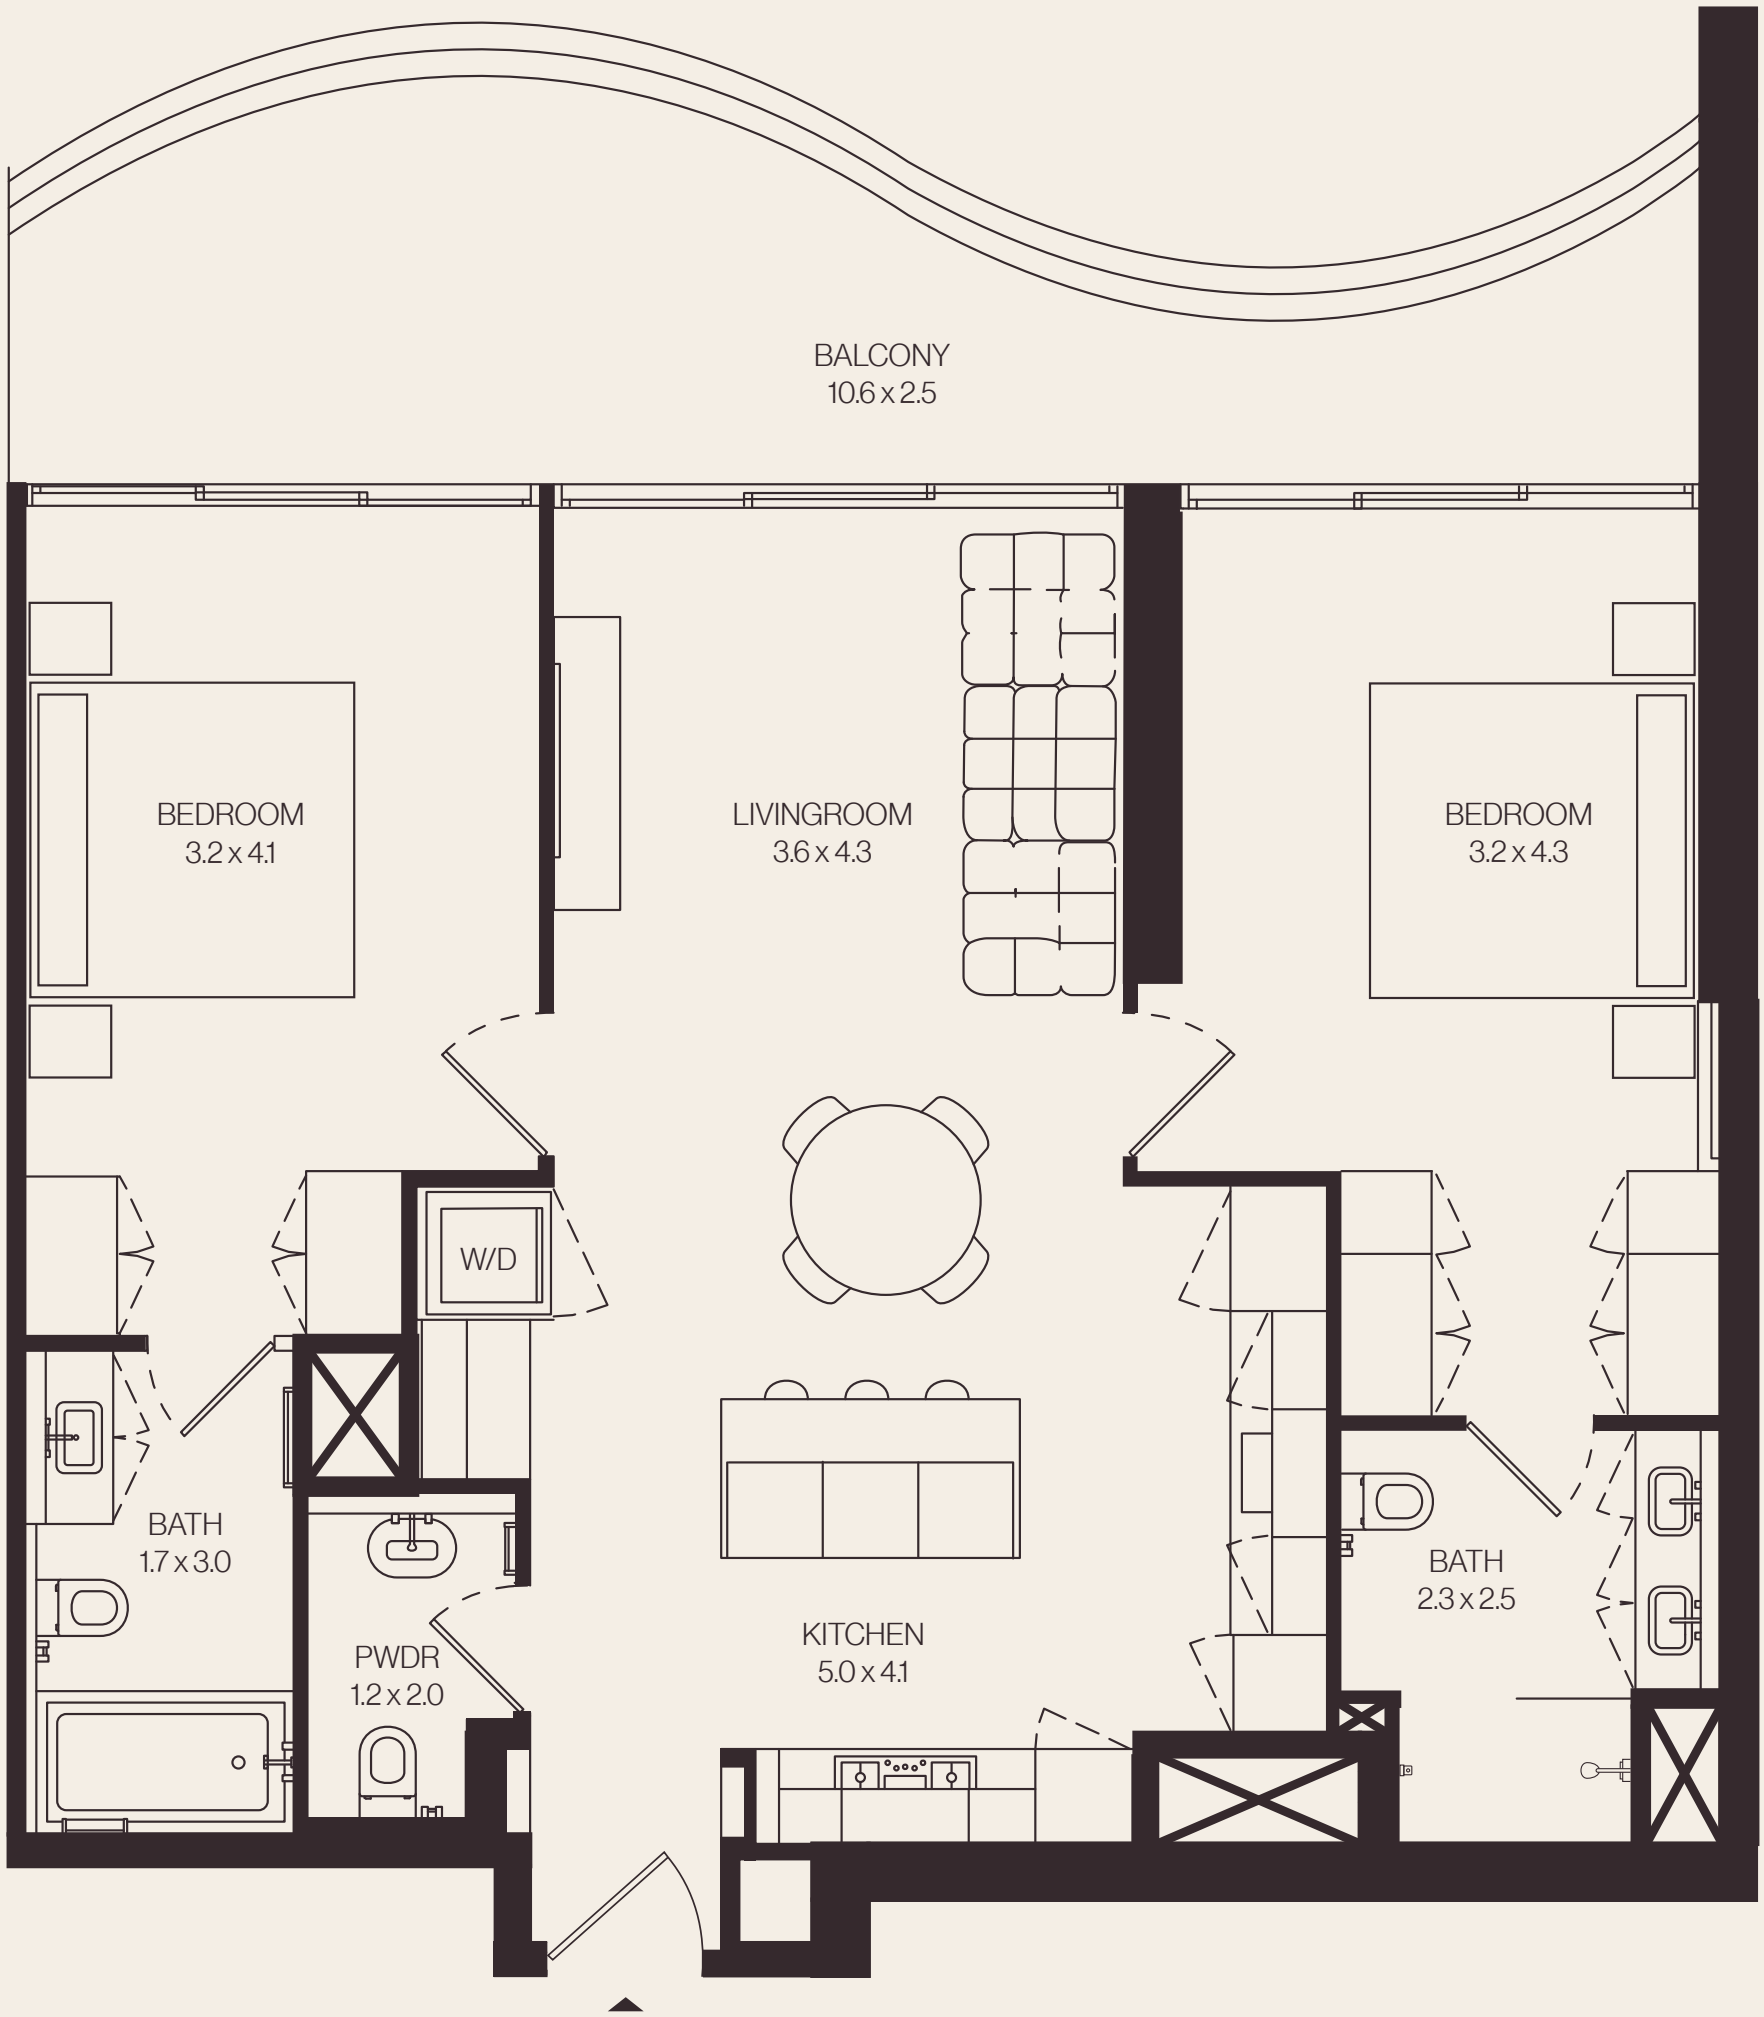 BALCONY
10.6 x 2.5
BEDROOM
3.2 x 4.1
LIVINGROOM
3.6 x 4.3
BEDROOM
3.2 x 4.3
W/D
BATH
1.7 x 3.0
BATH
2.3 x 2.5
KITCHEN
5.0 x 4.1
PWDR
1.2 x 2.0